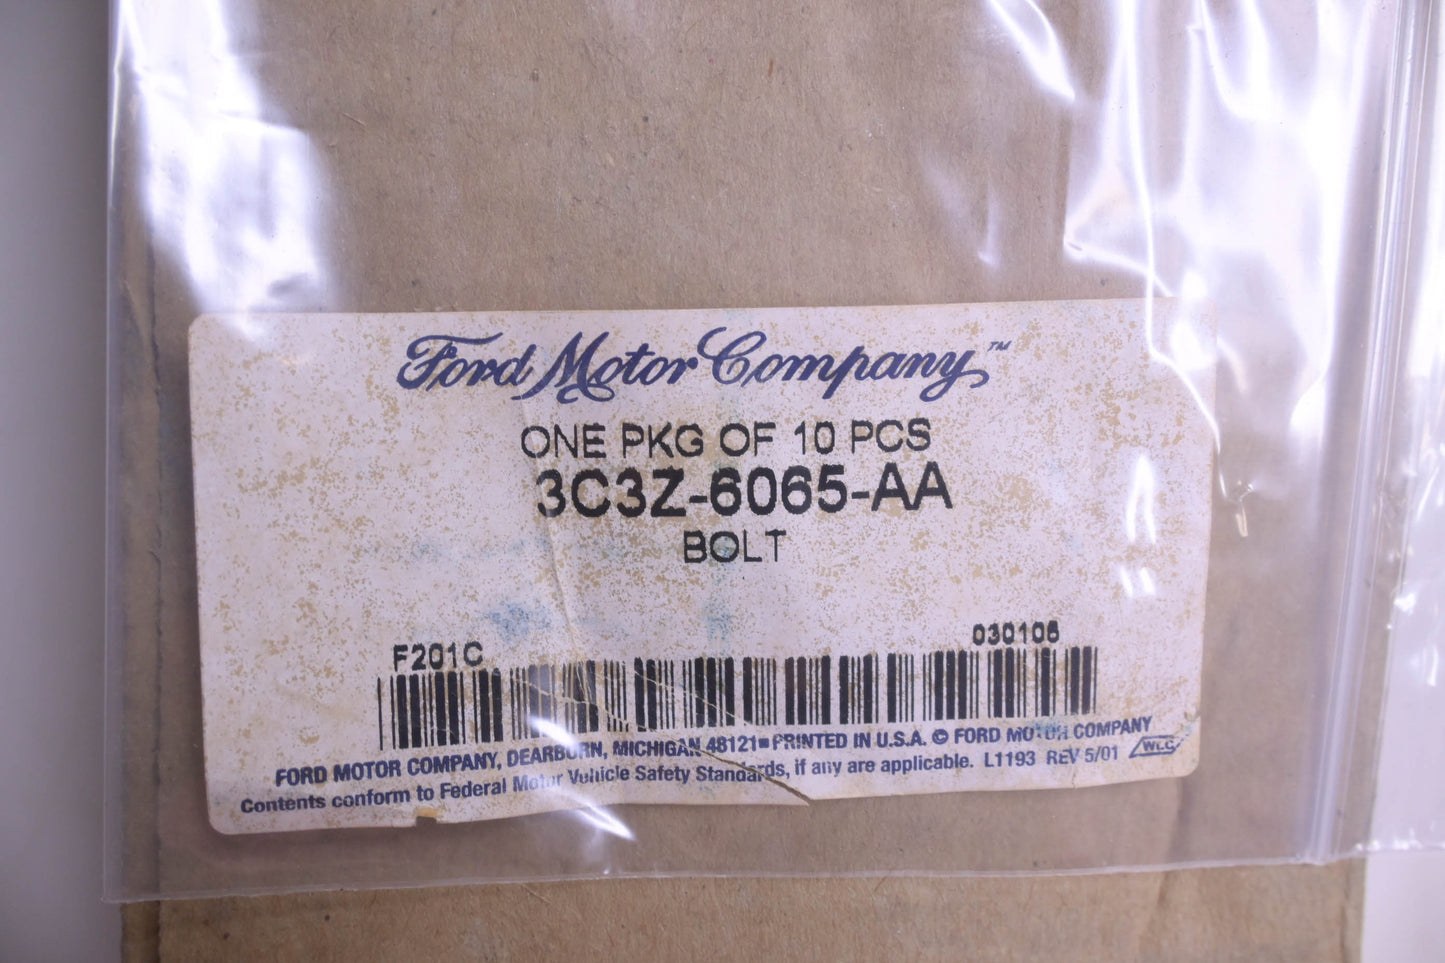 Ford Motor Company™
ONE PKG OF 10 PCS
3C3Z-6065-AA
BOLT
F201C 030106
FORD MOTOR COMPANY, DEARBORN, MICHIGAN 48121■PRINTED IN U.S.A. © FORD MOTOR COMPANY
Contents conform to Federal Motor Vehicle Safety Standards, if any are applicable. L1193 REV 5/01 WLC